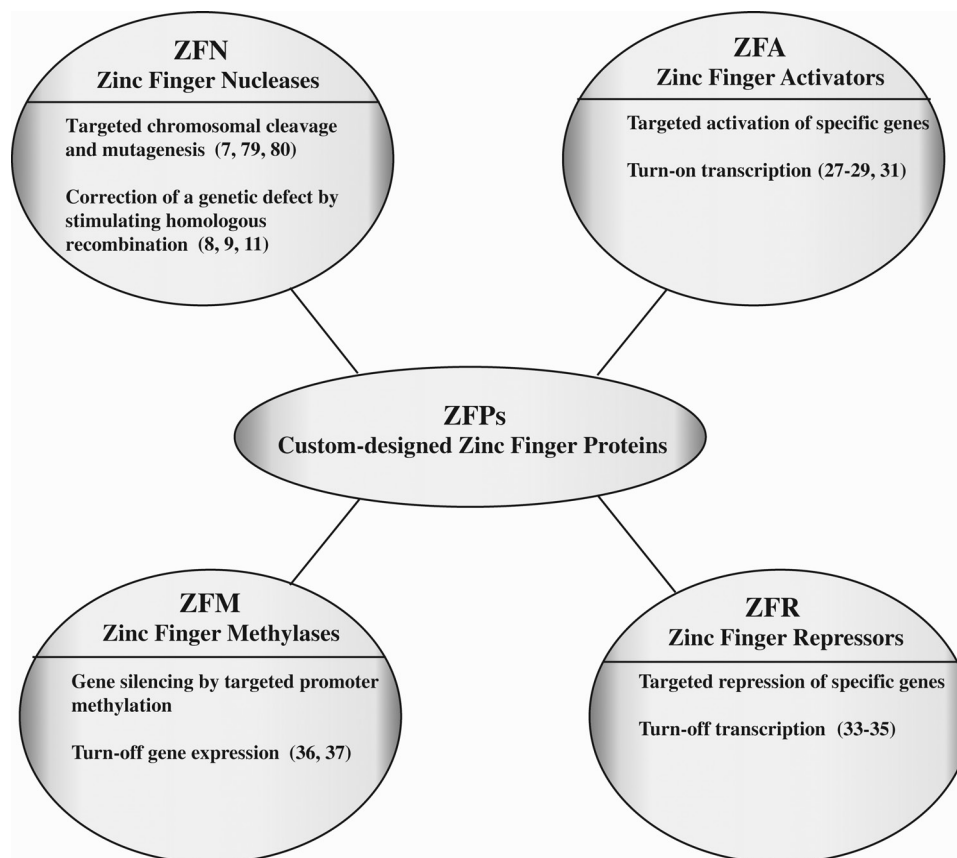 ZFN
Zinc Finger Nucleases
Targeted chromosomal cleavage
and mutagenesis (7, 79, 80)
Correction of a genetic defect by
stimulating homologous
recombination (8, 9, 11)
ZFA
Zinc Finger Activators
Targeted activation of specific genes
Turn-on transcription (27-29, 31)
ZFPs
Custom-designed Zinc Finger Proteins
ZFM
Zinc Finger Methylases
Gene silencing by targeted promoter
methylation
Turn-off gene expression (36, 37)
ZFR
Zinc Finger Repressors
Targeted repression of specific genes
Turn-off transcription (33-35)